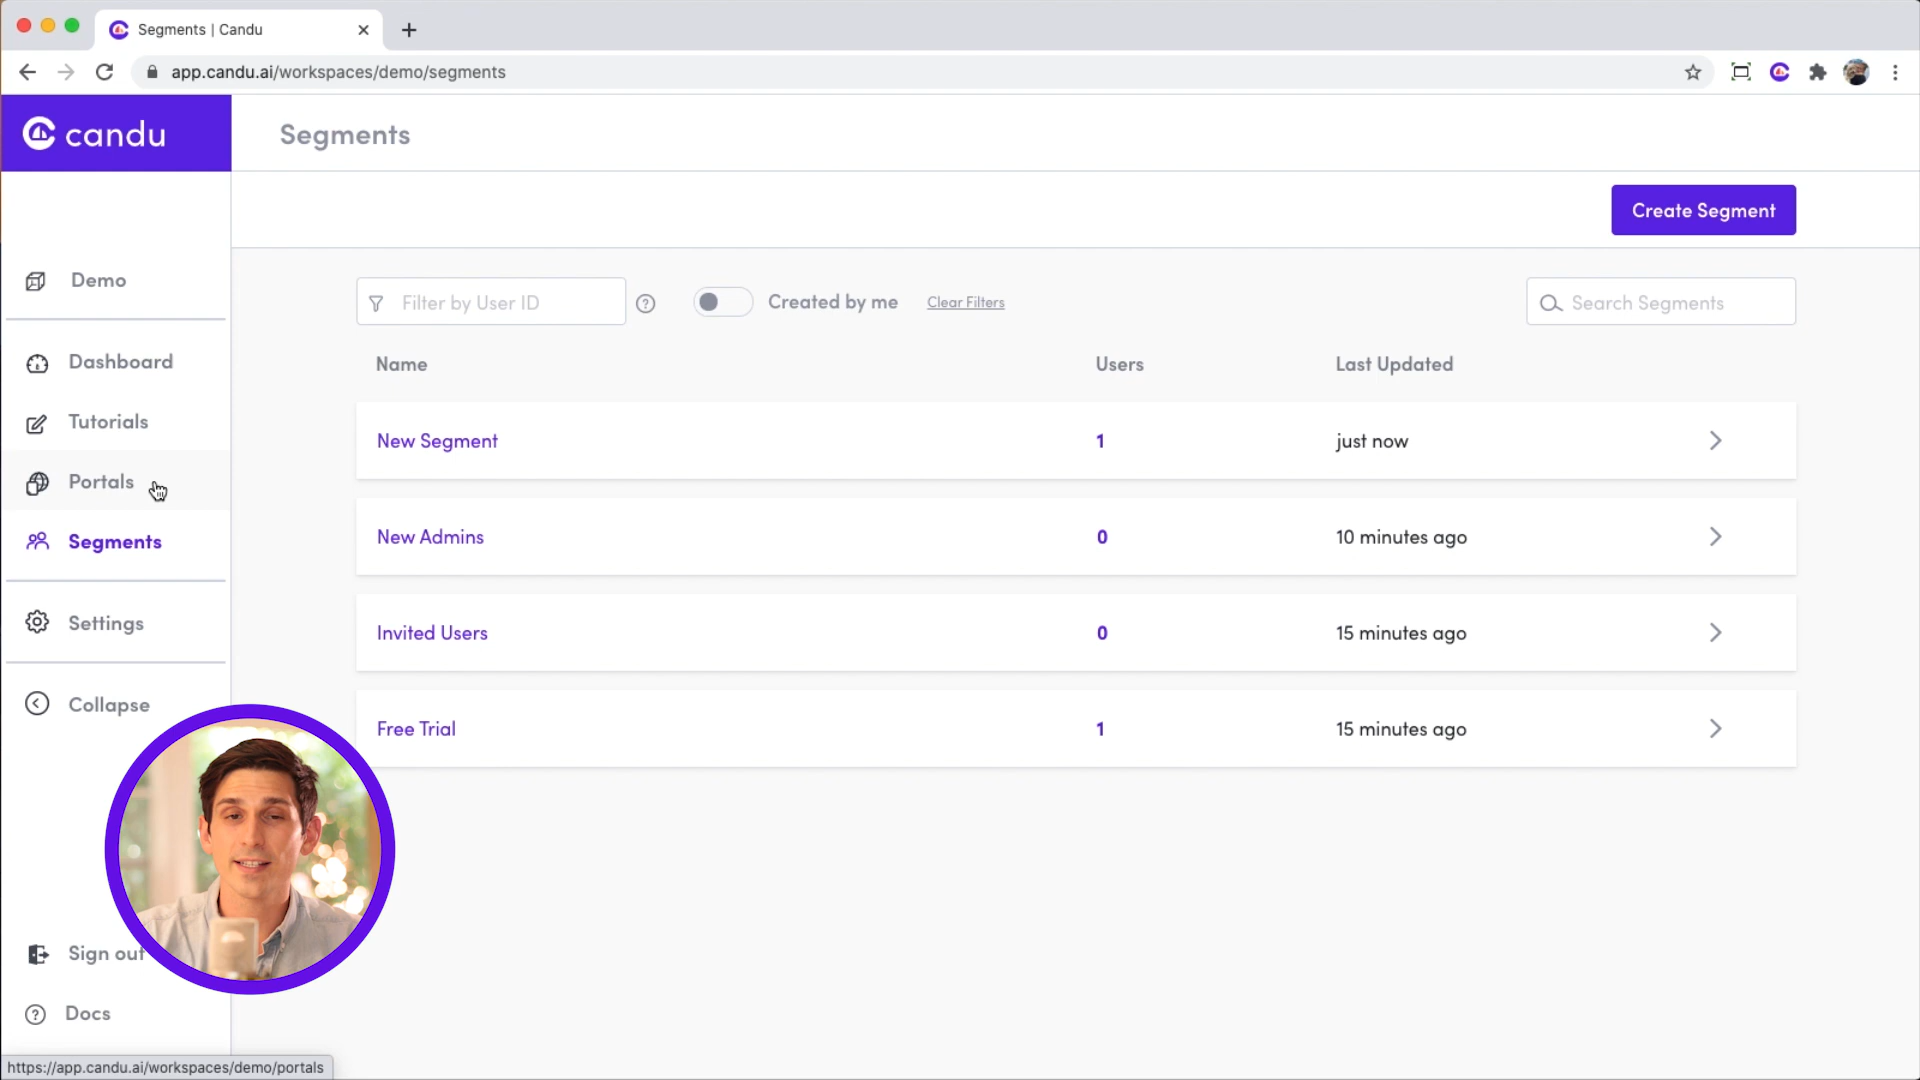 Segments | Candu
app.candu.ai/workspaces/demo/segments
candu
Segments
Create Segment
Demo
Filter by User ID
Created by me
Clear Filters
Search Segments
Dashboard
Tutorials
Portals
Segments
Settings
Collapse
Sign out
Docs
Name Users Last Updated
New Segment 1 just now
New Admins 0 10 minutes ago
Invited Users 0 15 minutes ago
Free Trial 1 15 minutes ago
https://app.candu.ai/workspaces/demo/portals